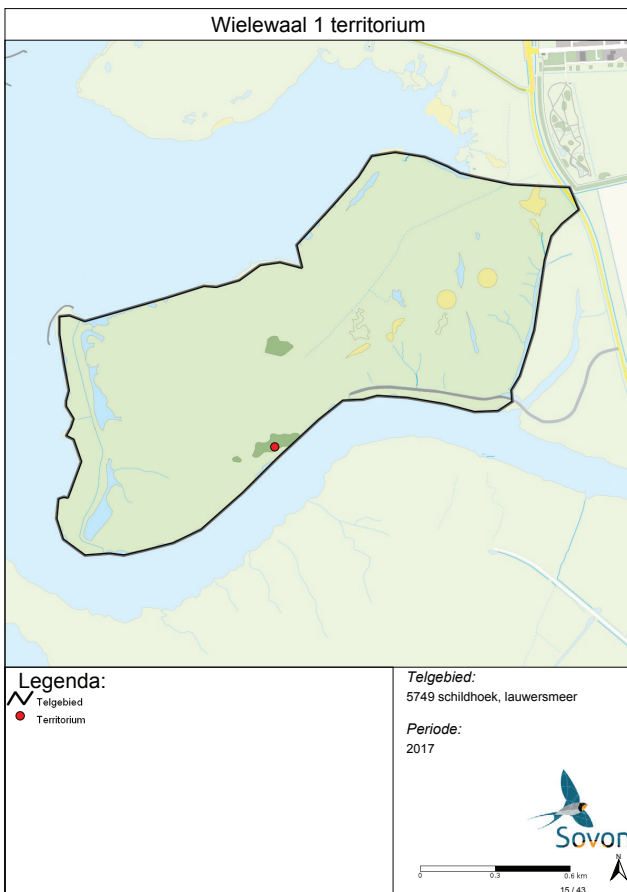 Wielewaal 1 territorium
Legenda:
Telgebied
Territorium
Telgebied:
5749 schildhoek, lauwersmeer
Periode:
2017
Sovon
N
0 0.3 0.6 km
15 / 43